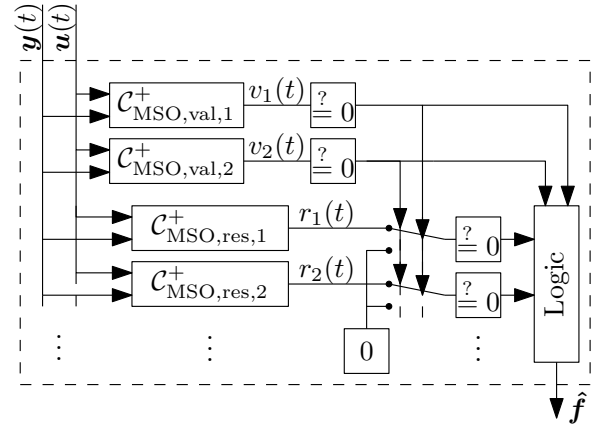 y(t)
u(t)
C⁺MSO,val,1
v₁(t)
?
= 0
C⁺MSO,val,2
v₂(t)
?
= 0
C⁺MSO,res,1
r₁(t)
?
= 0
C⁺MSO,res,2
r₂(t)
?
= 0
Logic
⋮
⋮
0
⋮
f̂